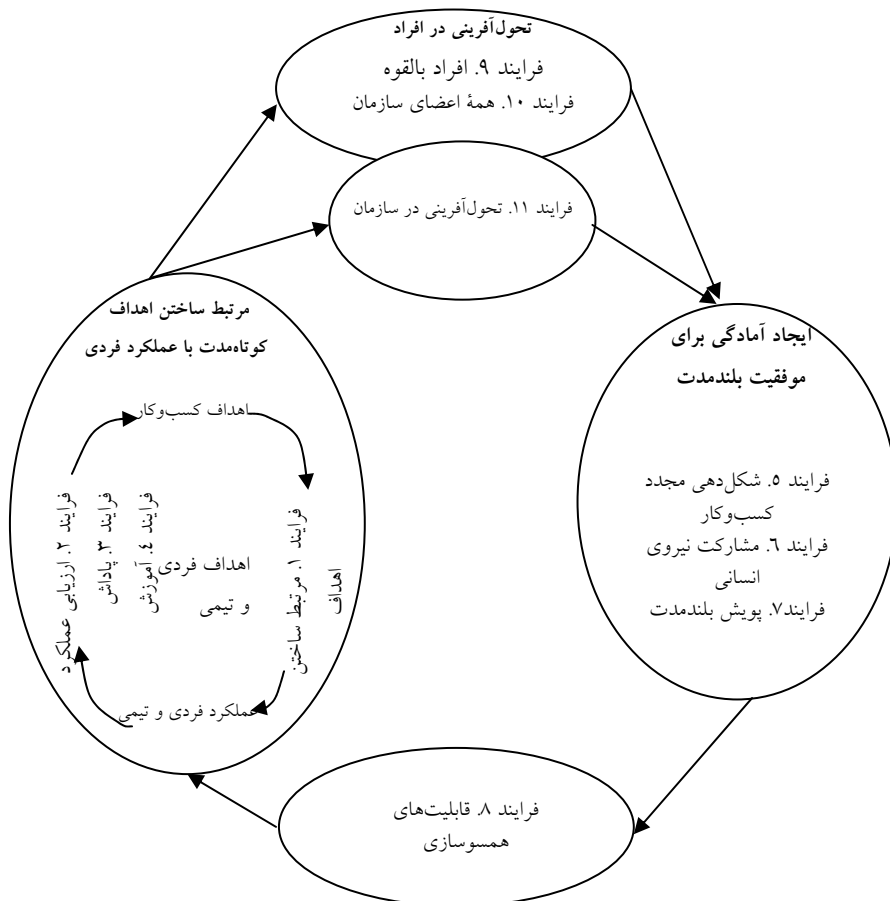 تحول‌آفرینی در افراد
فرایند ۹. افراد بالقوه
فرایند ۱۰. همهٔ اعضای سازمان
فرایند ۱۱. تحول‌آفرینی در سازمان
ایجاد آمادگی برای
موفقیت بلندمدت
فرایند ۵. شکل‌دهی مجدد
کسب‌وکار
فرایند ۶. مشارکت نیروی
انسانی
فرایند۷. پویش بلندمدت
مرتبط ساختن اهداف
کوتاه‌مدت با عملکرد فردی
اهداف کسب‌وکار
فرایند ۱. مرتبط ساختن
اهداف
اهداف فردی
و تیمی
فرایند ۴. آموزش
فرایند ۳. پاداش
فرایند ۲. ارزیابی عملکرد
عملکرد فردی و تیمی
فرایند ۸. قابلیت‌های
همسوسازی